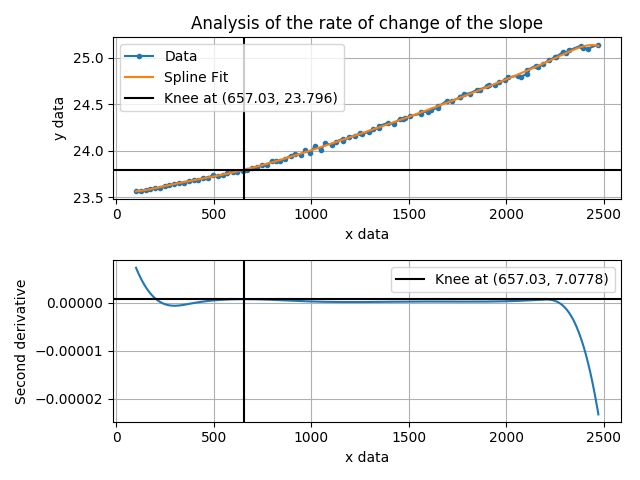 Analysis of the rate of change of the slope
Data
Spline Fit
Knee at (657.03, 23.796)
25.0
24.5
24.0
23.5
y data
0 500 1000 1500 2000 2500
x data
Knee at (657.03, 7.0778)
0.00000
−0.00001
−0.00002
Second derivative
0 500 1000 1500 2000 2500
x data